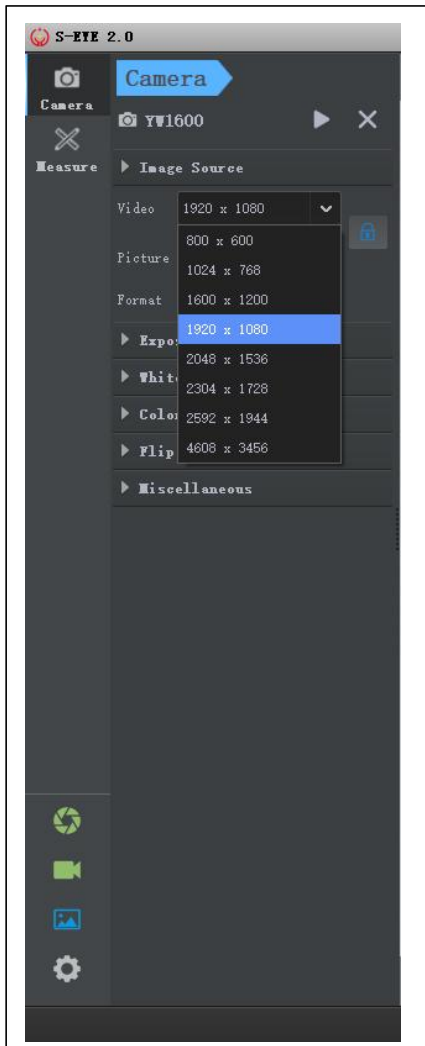 S-EYE 2.0
Camera
Camera
YW1600
Measure
Image Source
Video 1920 x 1080
800 x 600
Picture
1024 x 768
Format 1600 x 1200
1920 x 1080
2048 x 1536
2304 x 1728
2592 x 1944
Flip 4608 x 3456
Miscellaneous